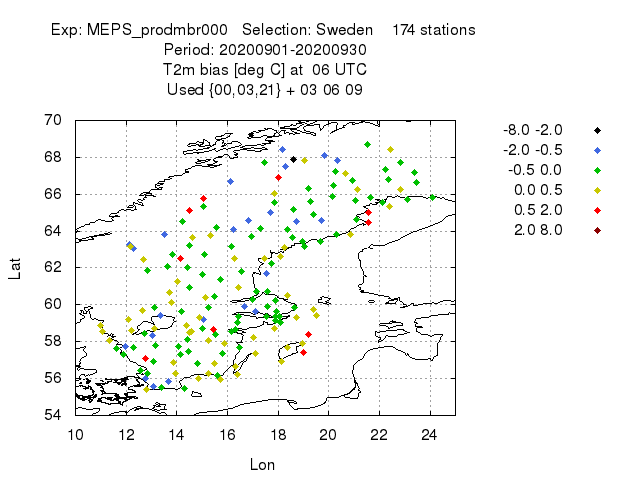 Exp: MEPS_prodmbr000 Selection: Sweden 174 stations
Period: 20200901-20200930
T2m bias [deg C] at 06 UTC
Used {00,03,21} + 03 06 09
70
68
66
64
62
60
58
56
54
Lat
10 12 14 16 18 20 22 24
Lon
-8.0 -2.0
-2.0 -0.5
-0.5 0.0
0.0 0.5
0.5 2.0
2.0 8.0